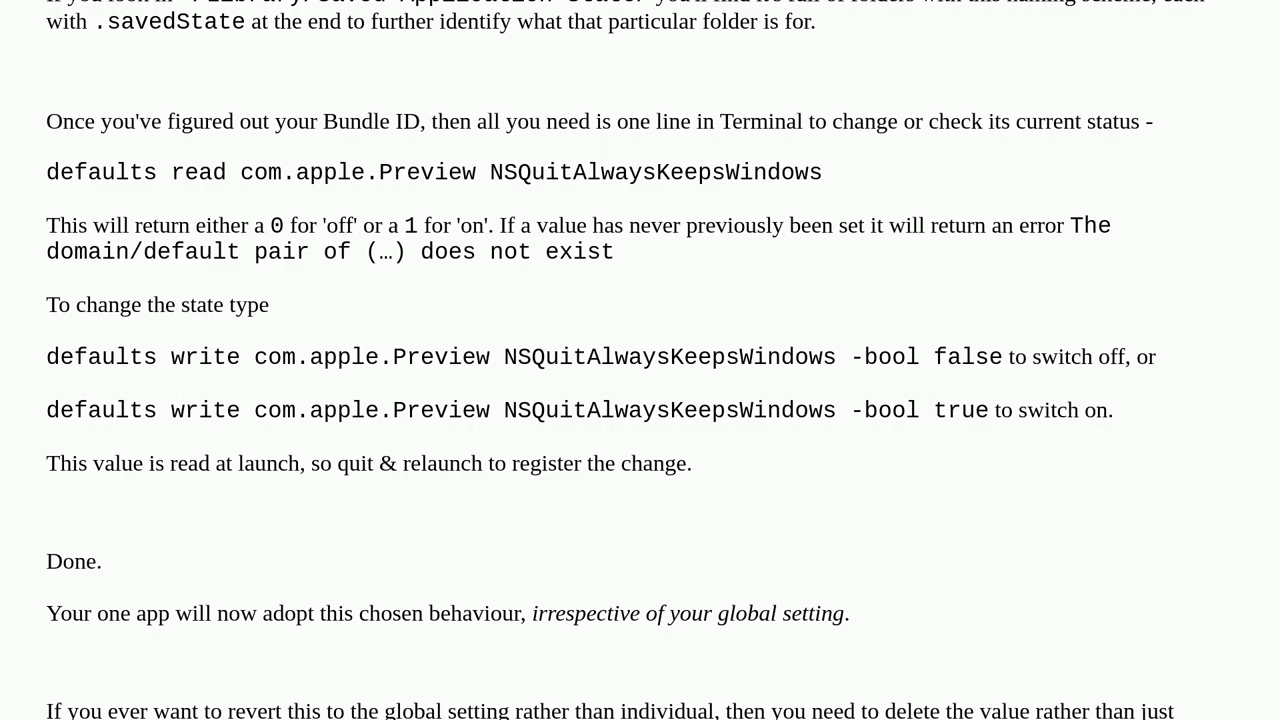 with .savedState at the end to further identify what that particular folder is for.
Once you've figured out your Bundle ID, then all you need is one line in Terminal to change or check its current status -
defaults read com.apple.Preview NSQuitAlwaysKeepsWindows
This will return either a 0 for 'off' or a 1 for 'on'. If a value has never previously been set it will return an error The
domain/default pair of (…) does not exist
To change the state type
defaults write com.apple.Preview NSQuitAlwaysKeepsWindows -bool false to switch off, or
defaults write com.apple.Preview NSQuitAlwaysKeepsWindows -bool true to switch on.
This value is read at launch, so quit & relaunch to register the change.
Done.
Your one app will now adopt this chosen behaviour, irrespective of your global setting.
If you ever want to revert this to the global setting rather than individual, then you need to delete the value rather than just